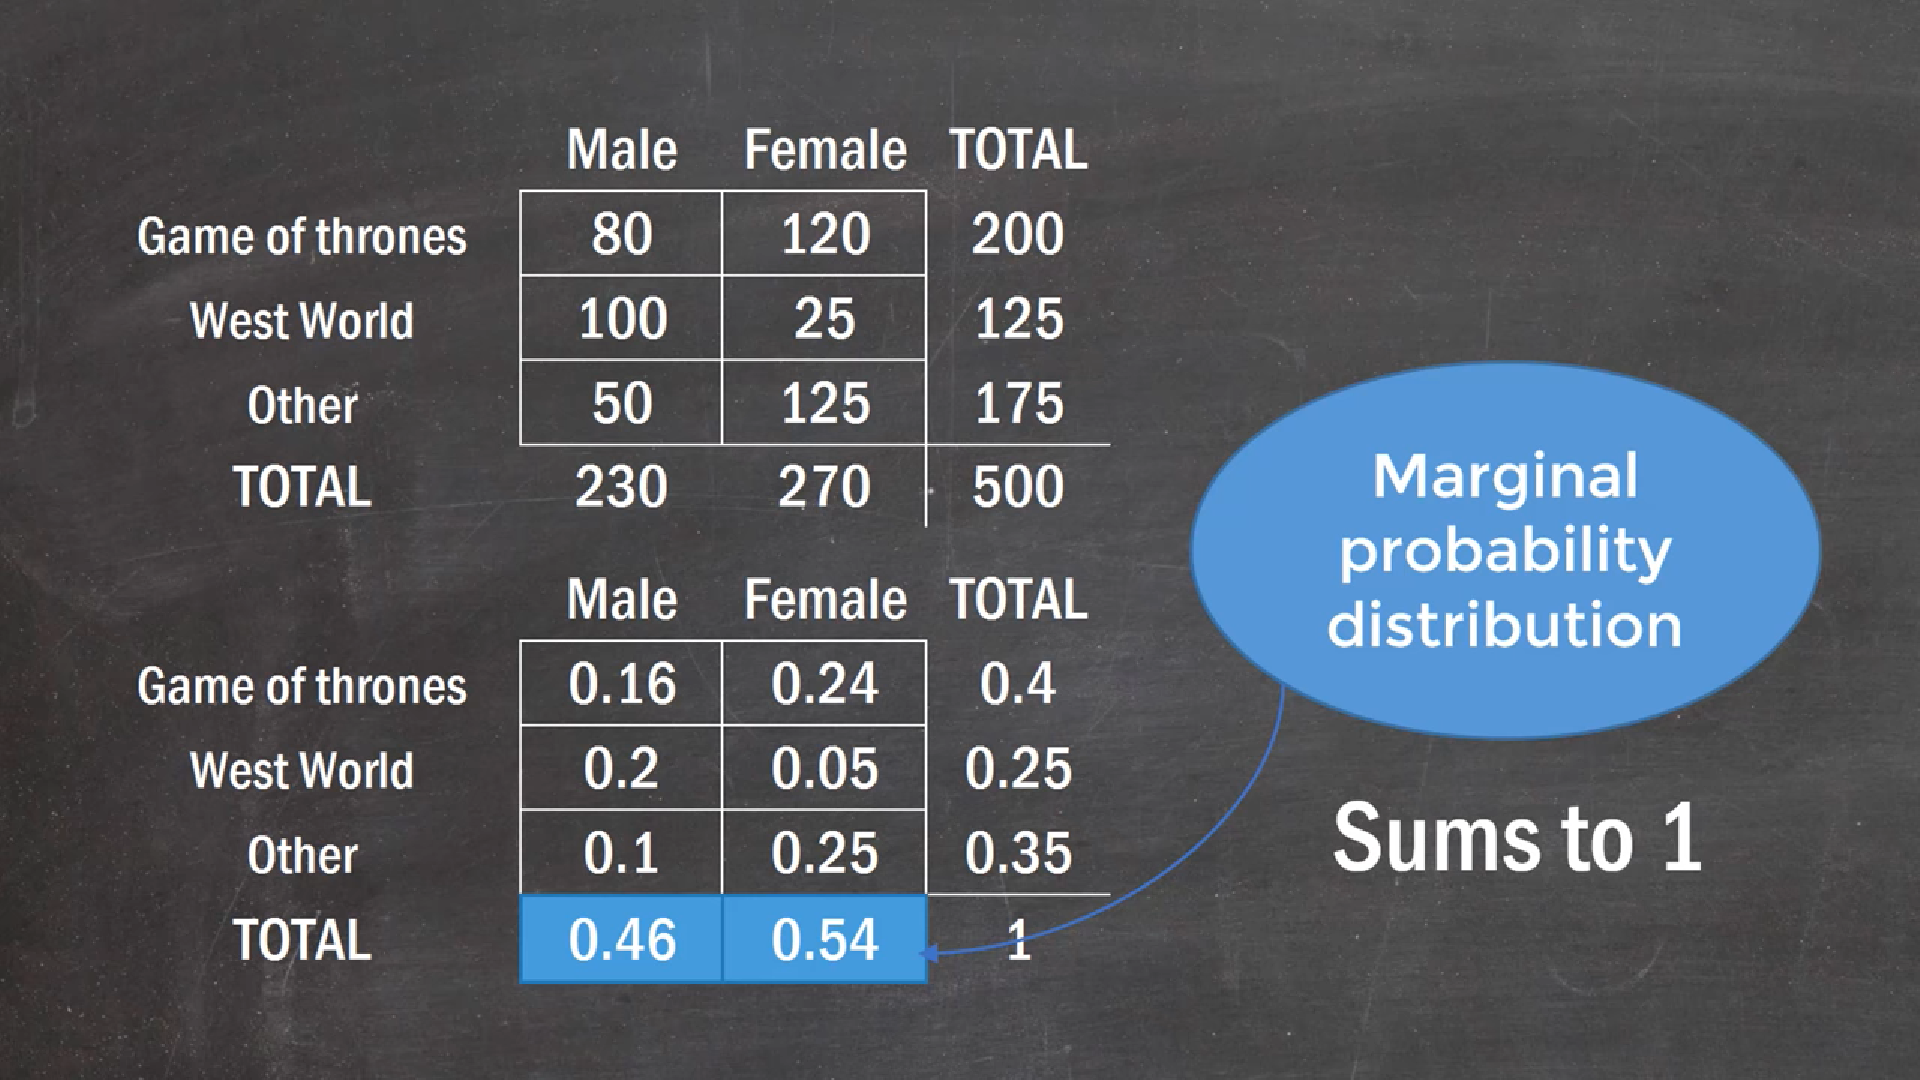 Male Female TOTAL
Game of thrones 80 120 200
West World 100 25 125
Other 50 125 175
TOTAL 230 270 500
Male Female TOTAL
Game of thrones 0.16 0.24 0.4
West World 0.2 0.05 0.25
Other 0.1 0.25 0.35
TOTAL 0.46 0.54 1
Marginal
probability
distribution
Sums to 1